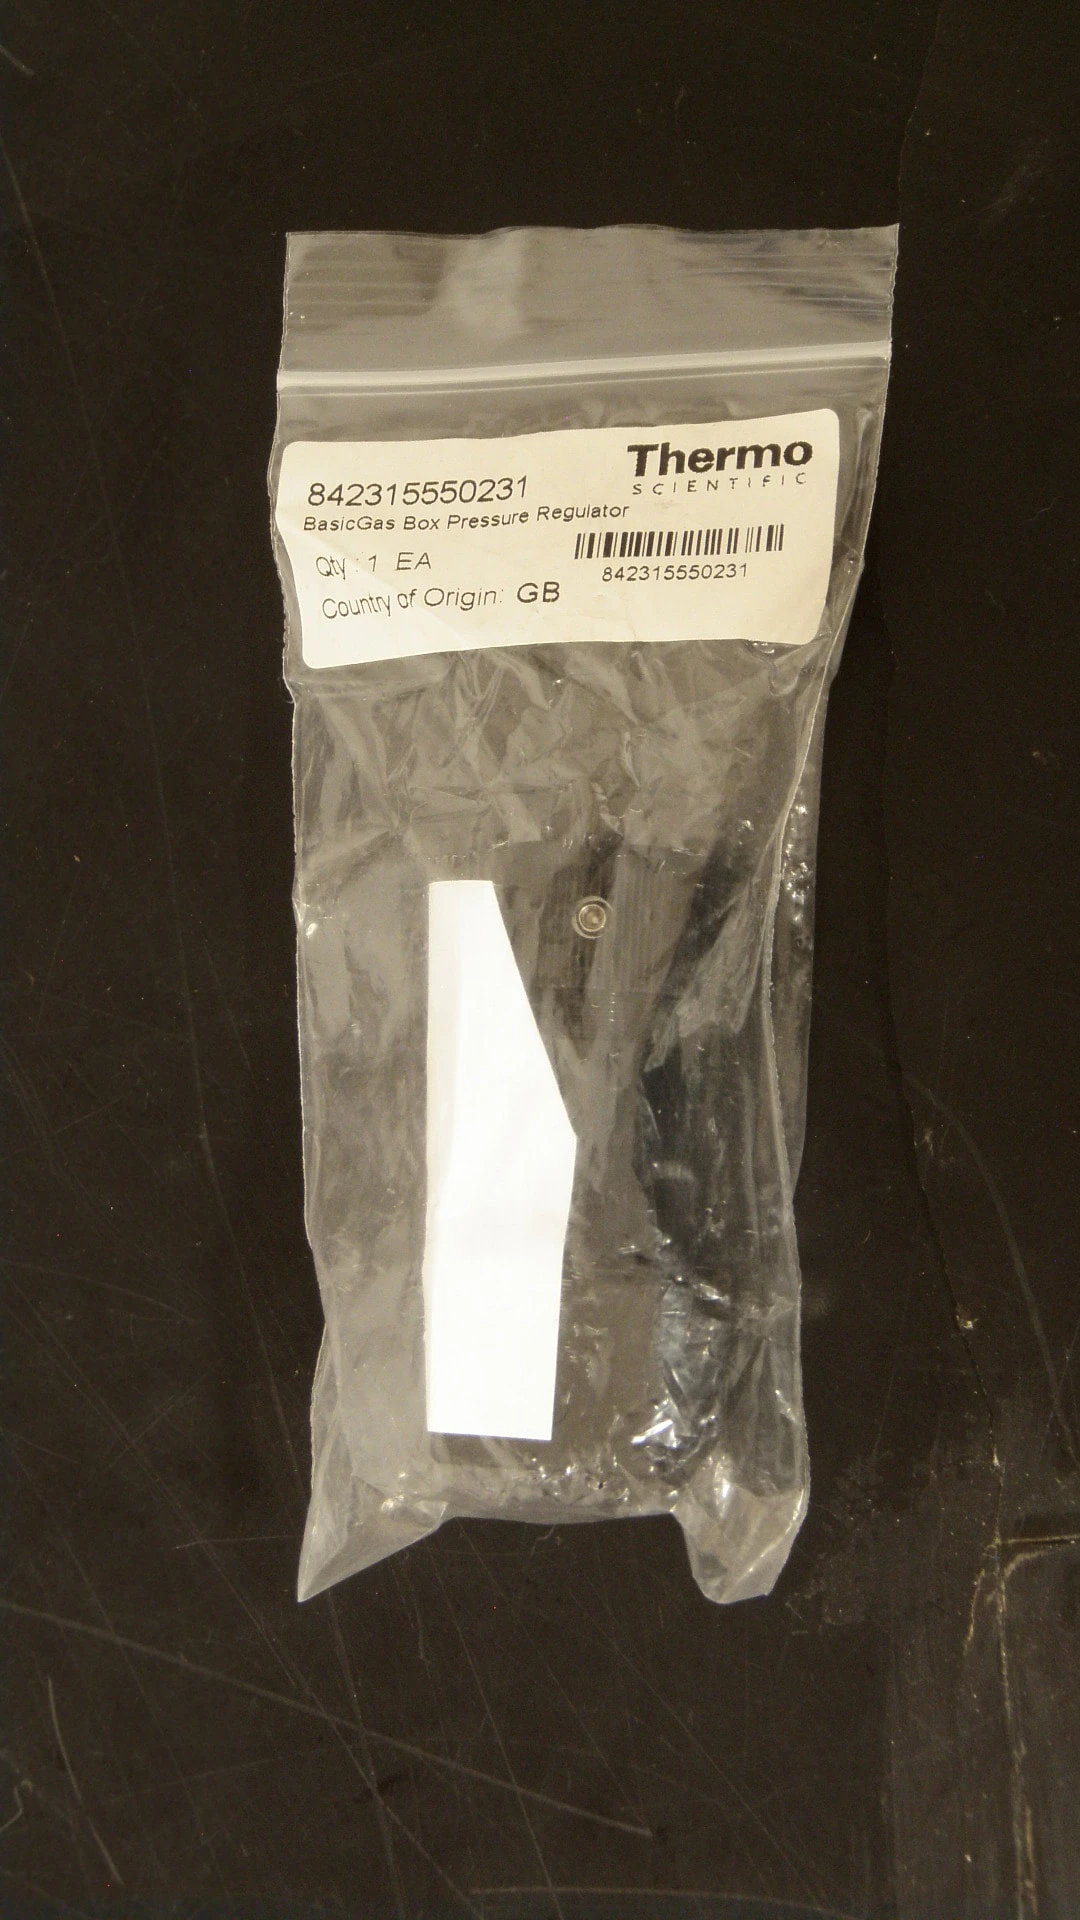 Thermo
SCIENTIFIC
842315550231
BasicGas Box Pressure Regulator
Qty : 1 EA
842315550231
Country of Origin: GB